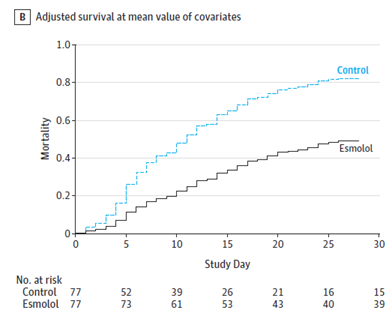 B Adjusted survival at mean value of covariates
1.0
0.8
0.6
0.4
0.2
0
Mortality
Control
Esmolol
0 5 10 15 20 25 30
Study Day
No. at risk
Control 77 52 39 26 21 16 15
Esmolol 77 73 61 53 43 40 39